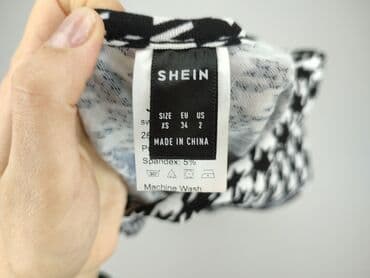 SHEIN
SIZE EU US
XS 34 2
MADE IN CHINA
Spandex: 5%
Machine Wash